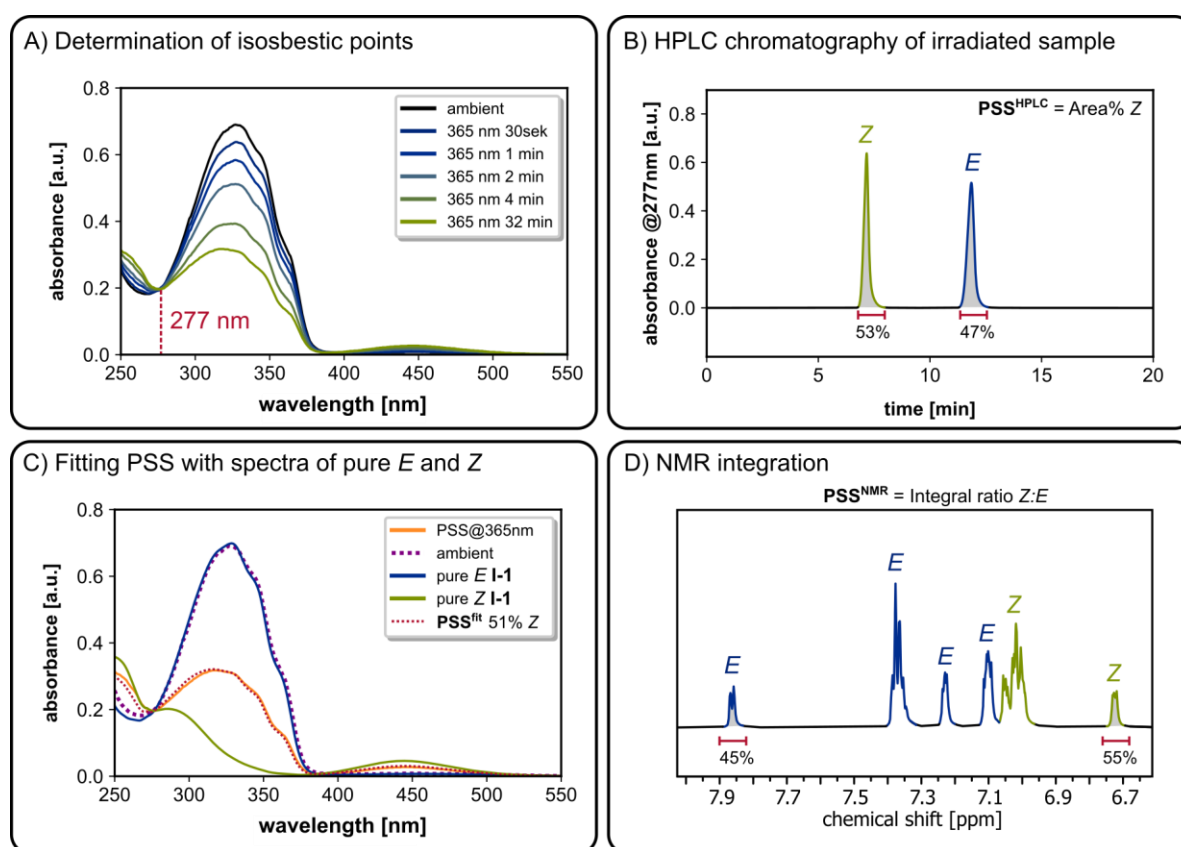 A) Determination of isosbestic points
absorbance [a.u.]
0.8
0.6
0.4
0.2
0.0
ambient
365 nm 30sek
365 nm 1 min
365 nm 2 min
365 nm 4 min
365 nm 32 min
277 nm
250 300 350 400 450 500 550
wavelength [nm]
B) HPLC chromatography of irradiated sample
absorbance @277nm [a.u.]
0.8
0.6
0.4
0.2
0.0
PSSHPLC = Area% Z
Z
E
53%
47%
0 5 10 15 20
time [min]
C) Fitting PSS with spectra of pure E and Z
absorbance [a.u.]
0.8
0.6
0.4
0.2
0.0
PSS@365nm
ambient
pure E I-1
pure Z I-1
PSSfit 51% Z
250 300 350 400 450 500 550
wavelength [nm]
D) NMR integration
PSSNMR = Integral ratio Z:E
E
E
E
E
Z
Z
45%
55%
7.9 7.7 7.5 7.3 7.1 6.9 6.7
chemical shift [ppm]